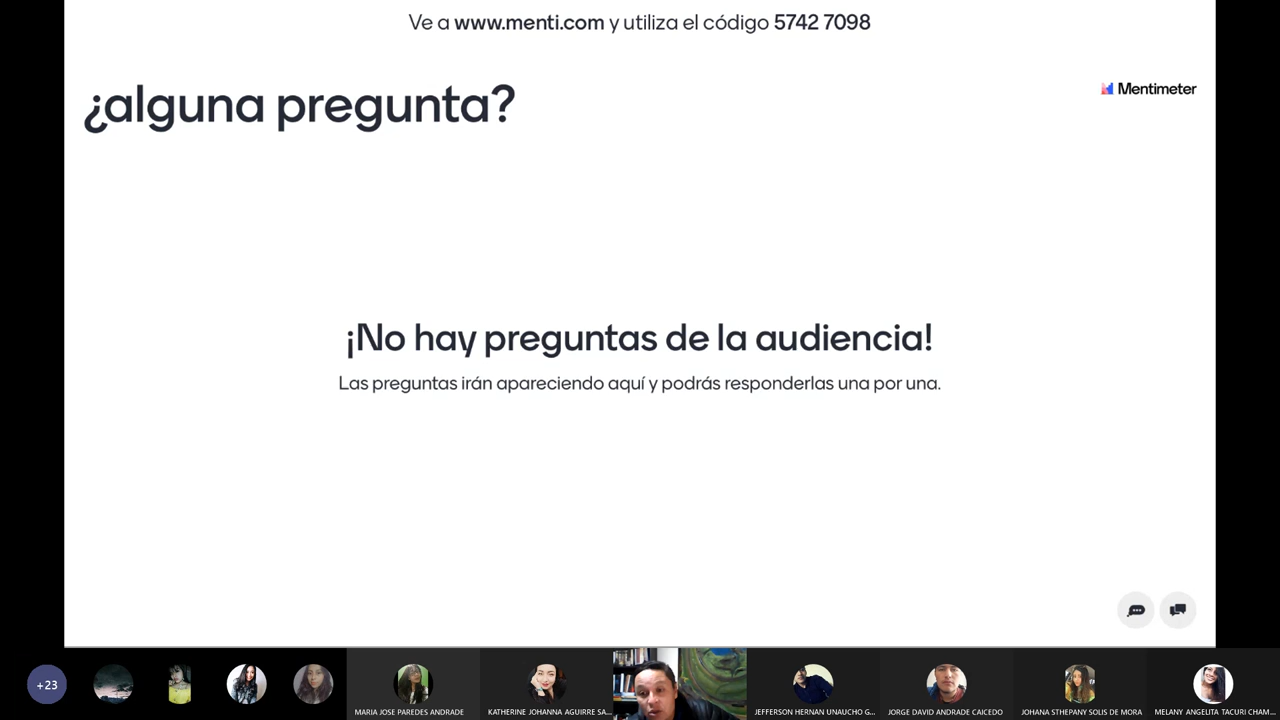 Ve a www.menti.com y utiliza el código 5742 7098
¿alguna pregunta?
Mentimeter
¡No hay preguntas de la audiencia!
Las preguntas irán apareciendo aquí y podrás responderlas una por una.
+23
MARIA JOSE PAREDES ANDRADE
KATHERINE JOHANNA AGUIRRE SA...
JEFFERSON HERNAN UNAUCHO G...
JORGE DAVID ANDRADE CAICEDO
JOHANA STHEPANY SOLIS DE MORA
MELANY ANGELITA TACURI CHAM...